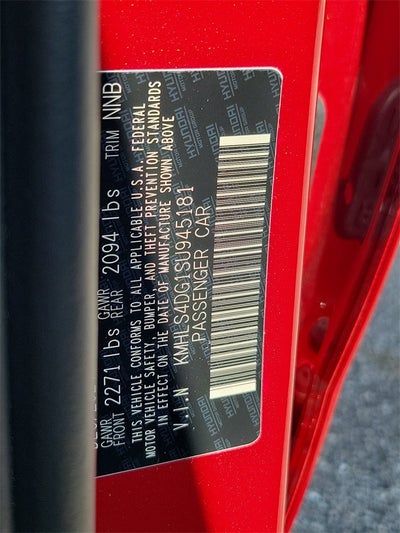 GAWR FRONT 2271 lbs GAWR REAR 2094 lbs TRIM NNB
THIS VEHICLE CONFORMS TO ALL APPLICABLE U.S.A. FEDERAL
MOTOR VEHICLE SAFETY, BUMPER, AND THEFT PREVENTION STANDARDS
IN EFFECT ON THE DATE OF MANUFACTURE SHOWN ABOVE
V.I.N KMHLS4DG1SU945181
PASSENGER CAR
HYUNDAI